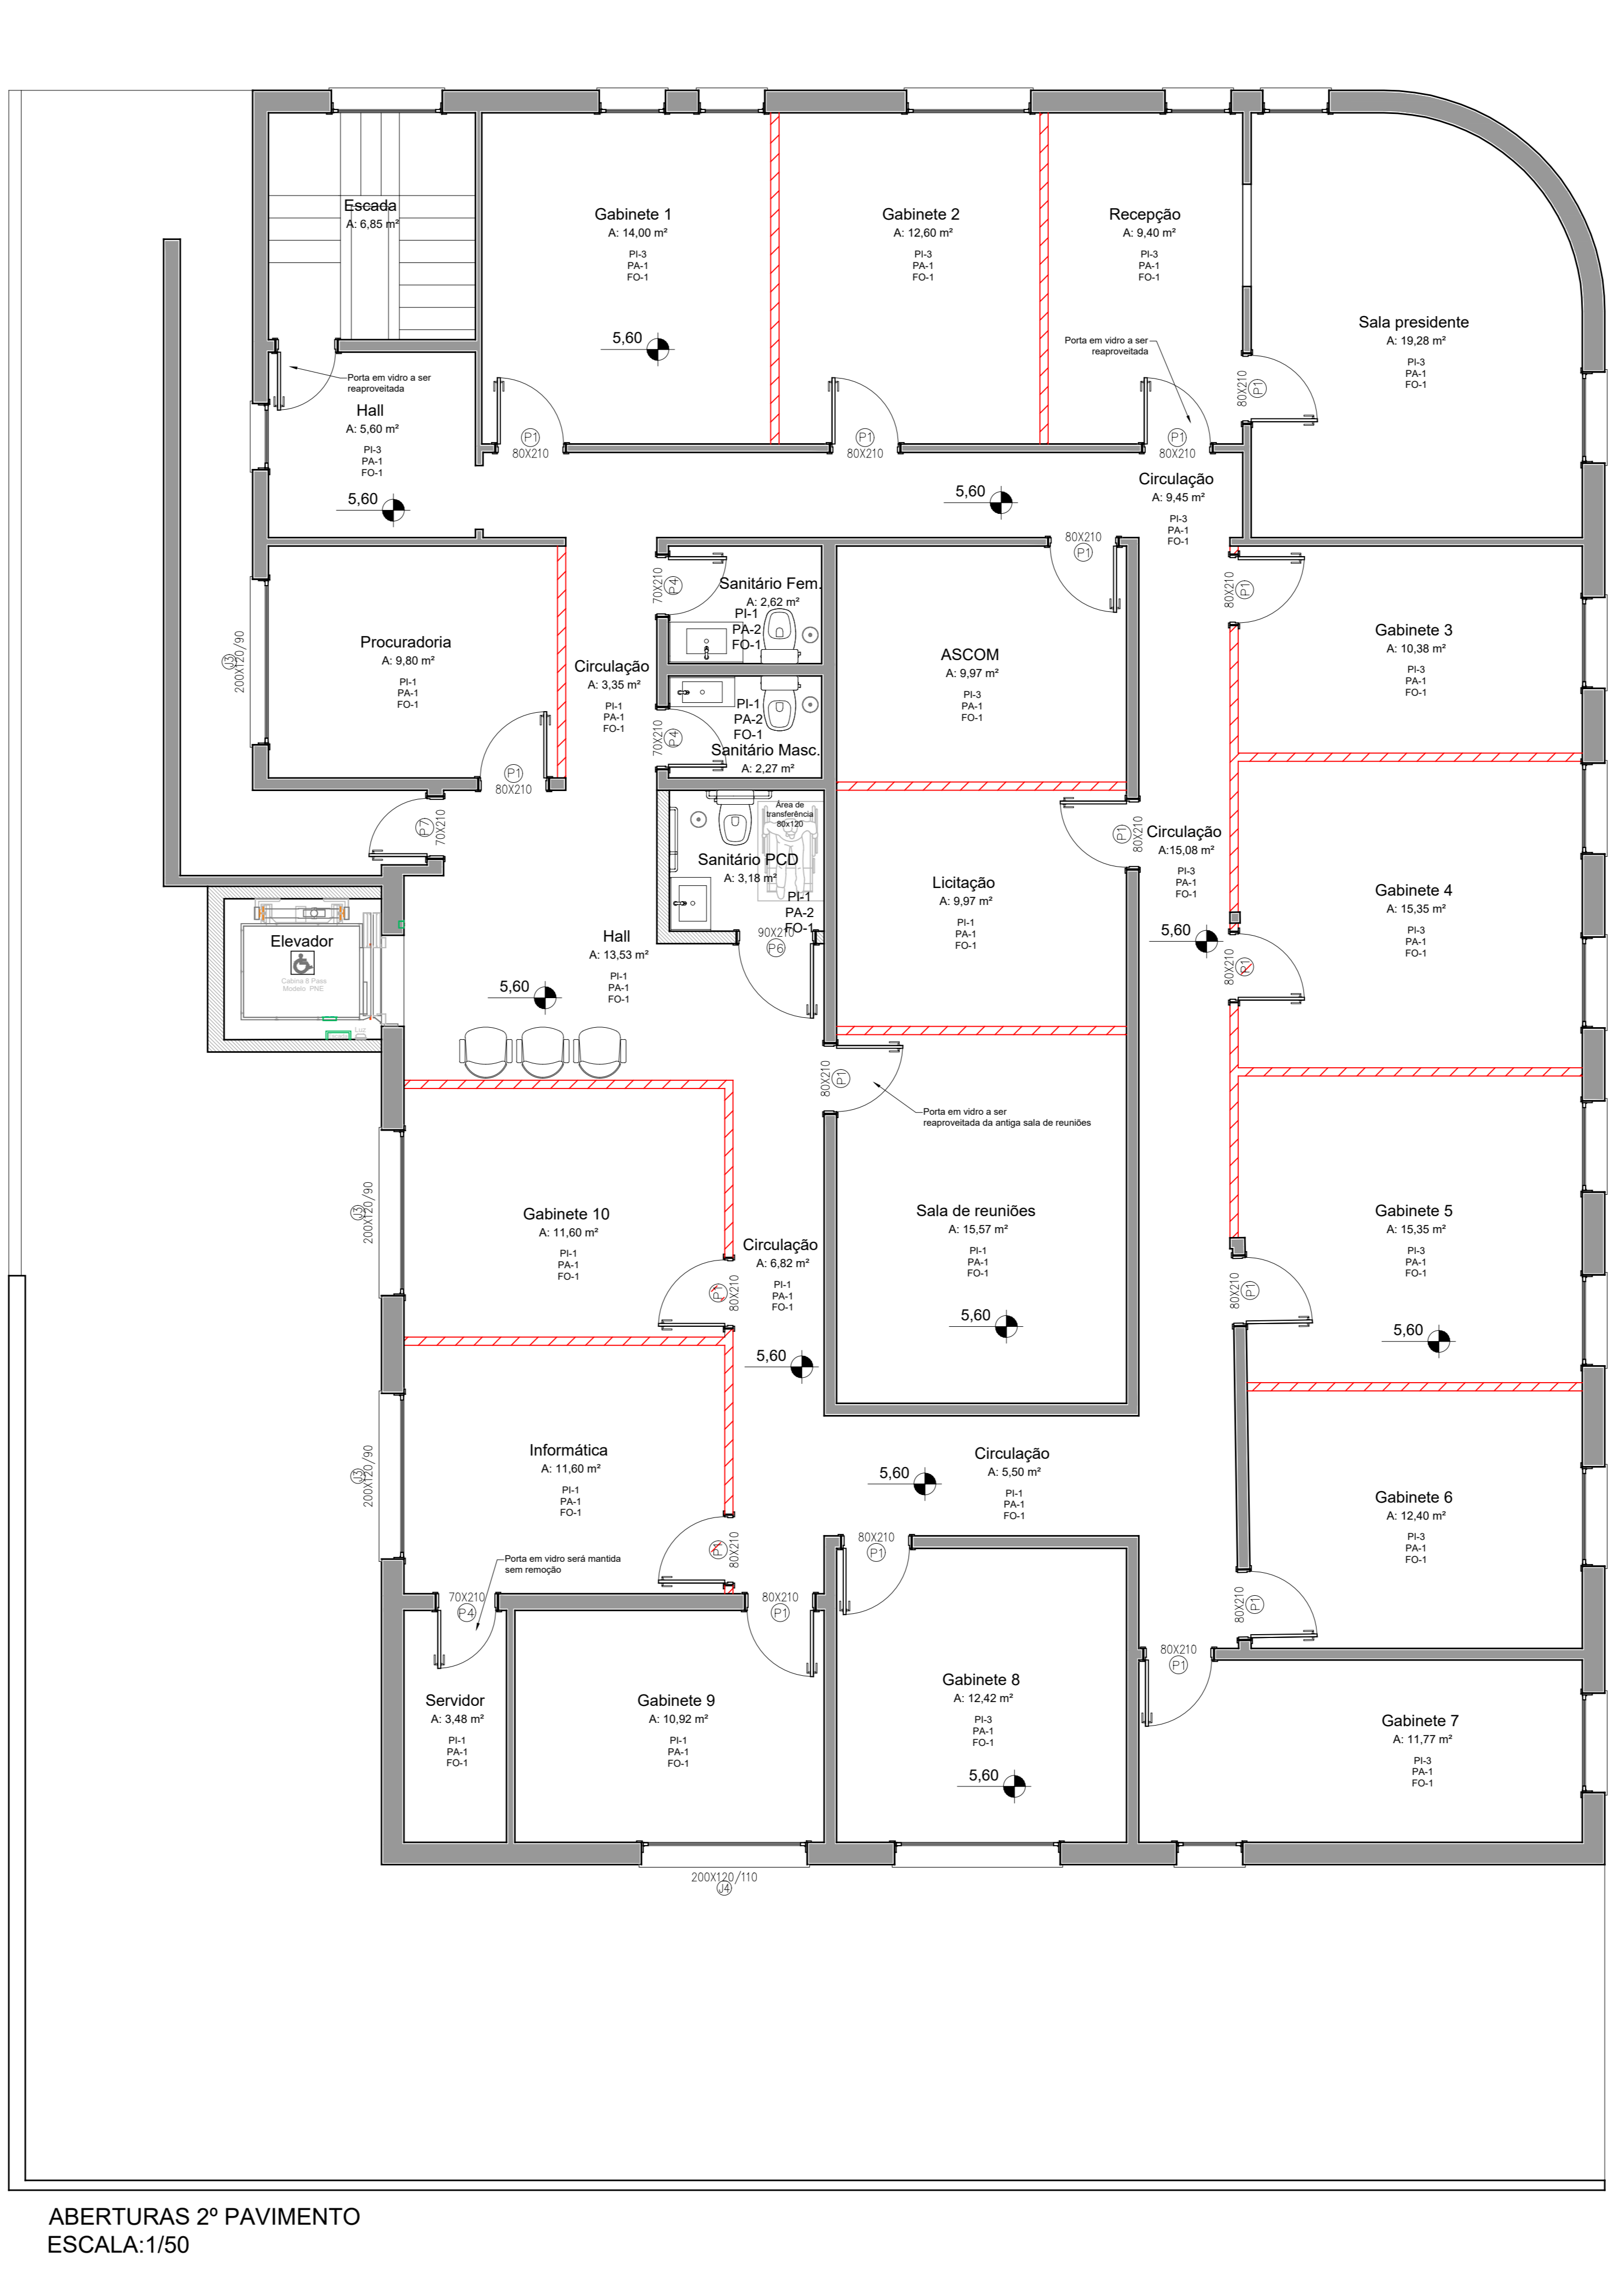 Escada
A: 6,85 m²
Gabinete 1
A: 14,00 m²
PI-3
PA-1
FO-1
5,60
Gabinete 2
A: 12,60 m²
PI-3
PA-1
FO-1
Recepção
A: 9,40 m²
PI-3
PA-1
FO-1
Porta em vidro a ser
reaproveitada
Sala presidente
A: 19,28 m²
PI-3
PA-1
FO-1
80X210
P1
Porta em vidro a ser
reaproveitada
Hall
A: 5,60 m²
PI-3
PA-1
FO-1
5,60
P1
80X210
P1
80X210
P1
80X210
5,60
Circulação
A: 9,45 m²
PI-3
PA-1
FO-1
80X210
P1
Procuradoria
A: 9,80 m²
PI-1
PA-1
FO-1
J3
200X120/90
P1
80X210
Circulação
A: 3,35 m²
PI-1
PA-1
FO-1
70X210
P4
Sanitário Fem.
A: 2,62 m²
PI-1
PA-2
FO-1
70X210
P4
PI-1
PA-2
FO-1
Sanitário Masc.
A: 2,27 m²
ASCOM
A: 9,97 m²
PI-3
PA-1
FO-1
80X210
P1
Gabinete 3
A: 10,38 m²
PI-3
PA-1
FO-1
P7
70X210
Área de
transferência
80x120
Sanitário PCD
A: 3,18 m²
PI-1
PA-2
FO-1
90X210
P6
Licitação
A: 9,97 m²
PI-1
PA-1
FO-1
P1
80X210
Circulação
A:15,08 m²
PI-3
PA-1
FO-1
5,60
80X210
P1
Gabinete 4
A: 15,35 m²
PI-3
PA-1
FO-1
Elevador
Cabina 8 Pass
Modelo PNE
Hall
A: 13,53 m²
PI-1
PA-1
FO-1
5,60
80X210
P1
Porta em vidro a ser
reaproveitada da antiga sala de reuniões
Gabinete 10
A: 11,60 m²
PI-1
PA-1
FO-1
J3
200X120/90
P1
80X210
Circulação
A: 6,82 m²
PI-1
PA-1
FO-1
5,60
Sala de reuniões
A: 15,57 m²
PI-1
PA-1
FO-1
5,60
80X210
P1
Gabinete 5
A: 15,35 m²
PI-3
PA-1
FO-1
5,60
Informática
A: 11,60 m²
PI-1
PA-1
FO-1
J3
200X120/90
P1
80X210
Porta em vidro será mantida
sem remoção
Circulação
A: 5,50 m²
PI-1
PA-1
FO-1
5,60
Gabinete 6
A: 12,40 m²
PI-3
PA-1
FO-1
80X210
P1
70X210
P4
80X210
P1
80X210
P1
80X210
P1
Servidor
A: 3,48 m²
PI-1
PA-1
FO-1
Gabinete 9
A: 10,92 m²
PI-1
PA-1
FO-1
Gabinete 8
A: 12,42 m²
PI-3
PA-1
FO-1
5,60
Gabinete 7
A: 11,77 m²
PI-3
PA-1
FO-1
200X120/110
J4
ABERTURAS 2º PAVIMENTO
ESCALA:1/50